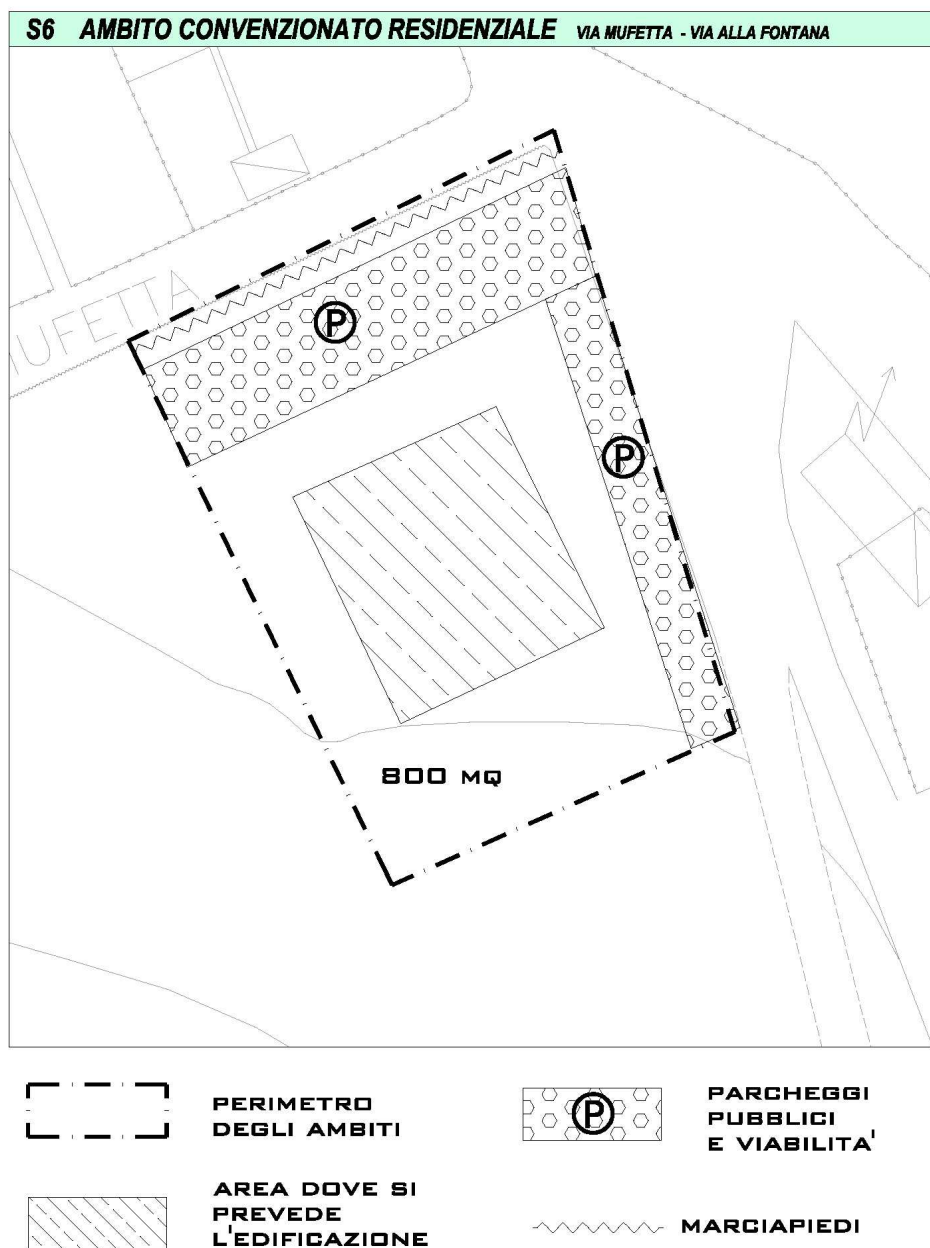 S6 AMBITO CONVENZIONATO RESIDENZIALE VIA MUFETTA - VIA ALLA FONTANA
UFETTA
P
P
800 MQ
PERIMETRO
DEGLI AMBITI
P
PARCHEGGI
PUBBLICI
E VIABILITA'
AREA DOVE SI
PREVEDE
L'EDIFICAZIONE
MARCIAPIEDI